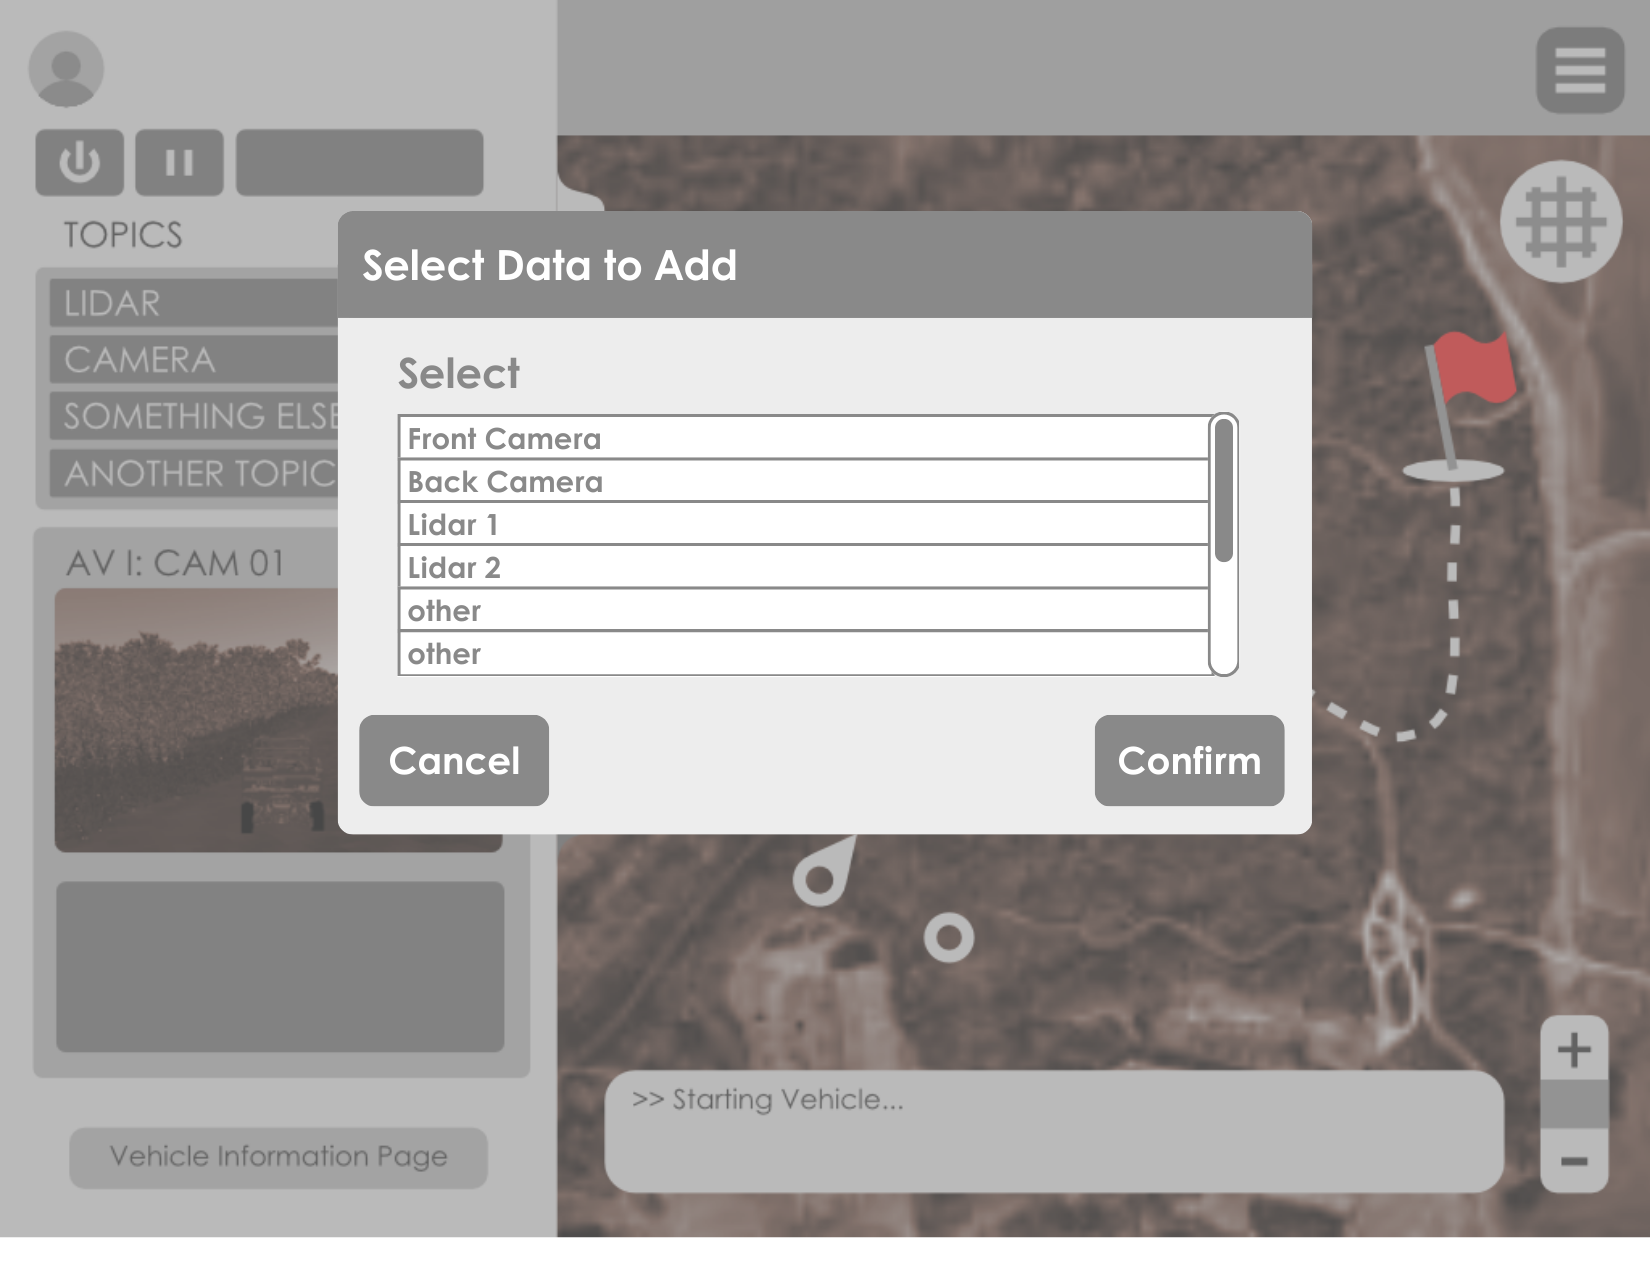 TOPICS
LIDAR
CAMERA
SOMETHING ELSE
ANOTHER TOPIC
AV I: CAM 01
Vehicle Information Page
Select Data to Add
Select
Front Camera
Back Camera
Lidar 1
Lidar 2
other
other
Cancel
Confirm
>> Starting Vehicle...